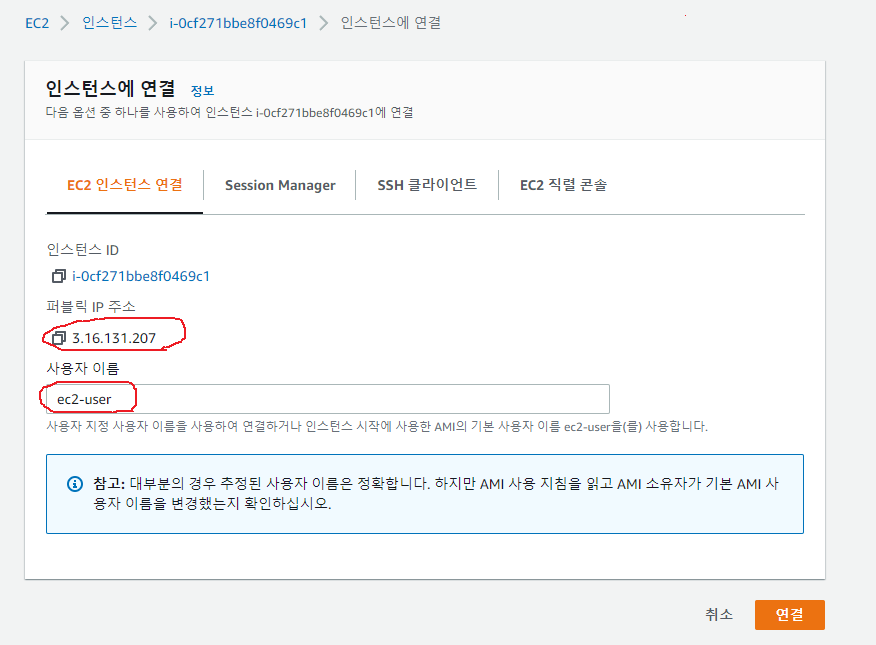 EC2 > 인스턴스 > i-0cf271bbe8f0469c1 > 인스턴스에 연결
인스턴스에 연결 정보
다음 옵션 중 하나를 사용하여 인스턴스 i-0cf271bbe8f0469c1에 연결
EC2 인스턴스 연결 Session Manager SSH 클라이언트 EC2 직렬 콘솔
인스턴스 ID
i-0cf271bbe8f0469c1
퍼블릭 IP 주소
3.16.131.207
사용자 이름
ec2-user
사용자 지정 사용자 이름을 사용하여 연결하거나 인스턴스 시작에 사용한 AMI의 기본 사용자 이름 ec2-user을(를) 사용합니다.
참고: 대부분의 경우 추정된 사용자 이름은 정확합니다. 하지만 AMI 사용 지침을 읽고 AMI 소유자가 기본 AMI 사
용자 이름을 변경했는지 확인하십시오.
취소 연결